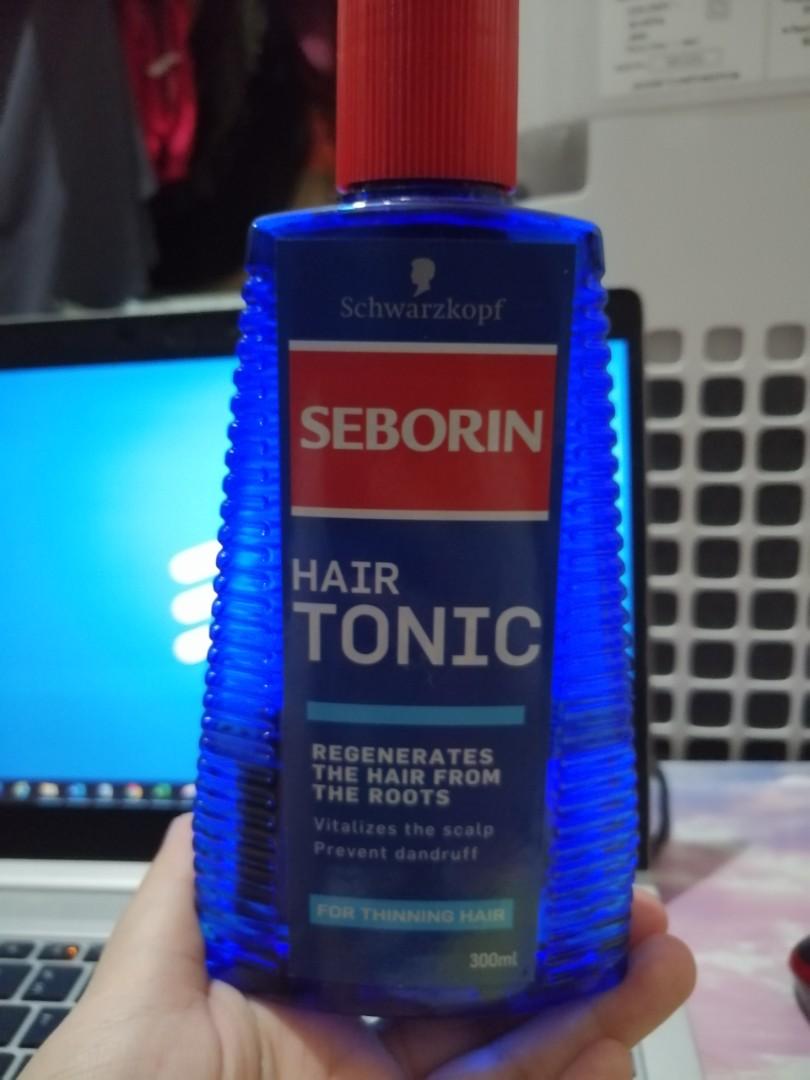 Schwarzkopf
SEBORIN
HAIR
TONIC
REGENERATES
THE HAIR FROM
THE ROOTS
Vitalizes the scalp
Prevent dandruff
FOR THINNING HAIR
300ml